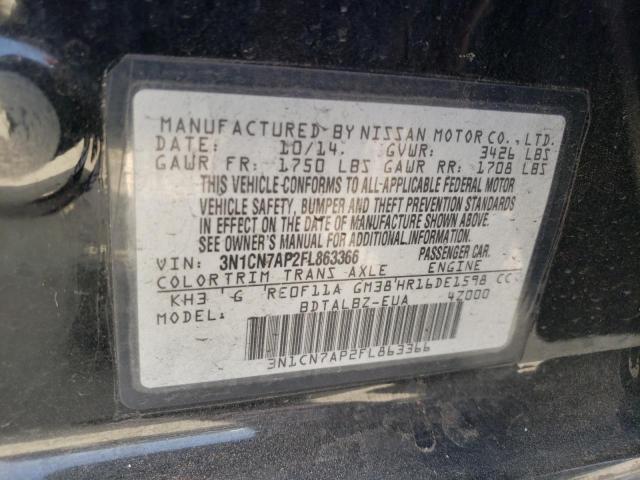 MANUFACTURED BY NISSAN MOTOR CO., LTD.
DATE: 10/14. GVWR: 3426 LBS
GAWR FR: 1750 LBS GAWR RR: 1708 LBS
THIS VEHICLE CONFORMS TO ALL APPLICABLE FEDERAL MOTOR
VEHICLE SAFETY, BUMPER AND THEFT PREVENTION STANDARDS
IN EFFECT ON THE DATE OF MANUFACTURE SHOWN ABOVE.
SEE OWNER'S MANUAL FOR ADDITIONAL INFORMATION.
VIN: 3N1CN7AP2FL863366 PASSENGER CAR
COLOR TRIM TRANS AXLE ENGINE
KH3 G RE0F11A GM38 HR16DE1598 CC
MODEL: BDTALBZ-EUA 4Z000
3N1CN7AP2FL863366